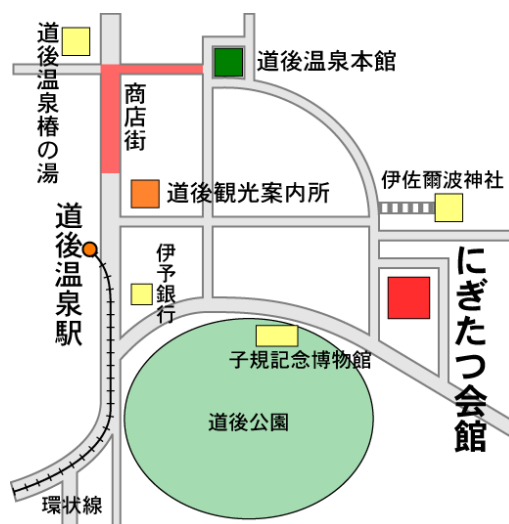 道後温泉椿の湯
道後温泉本館
商店街
伊佐爾波神社
道後観光案内所
道後温泉駅
伊予銀行
にぎたつ会館
子規記念博物館
道後公園
環状線